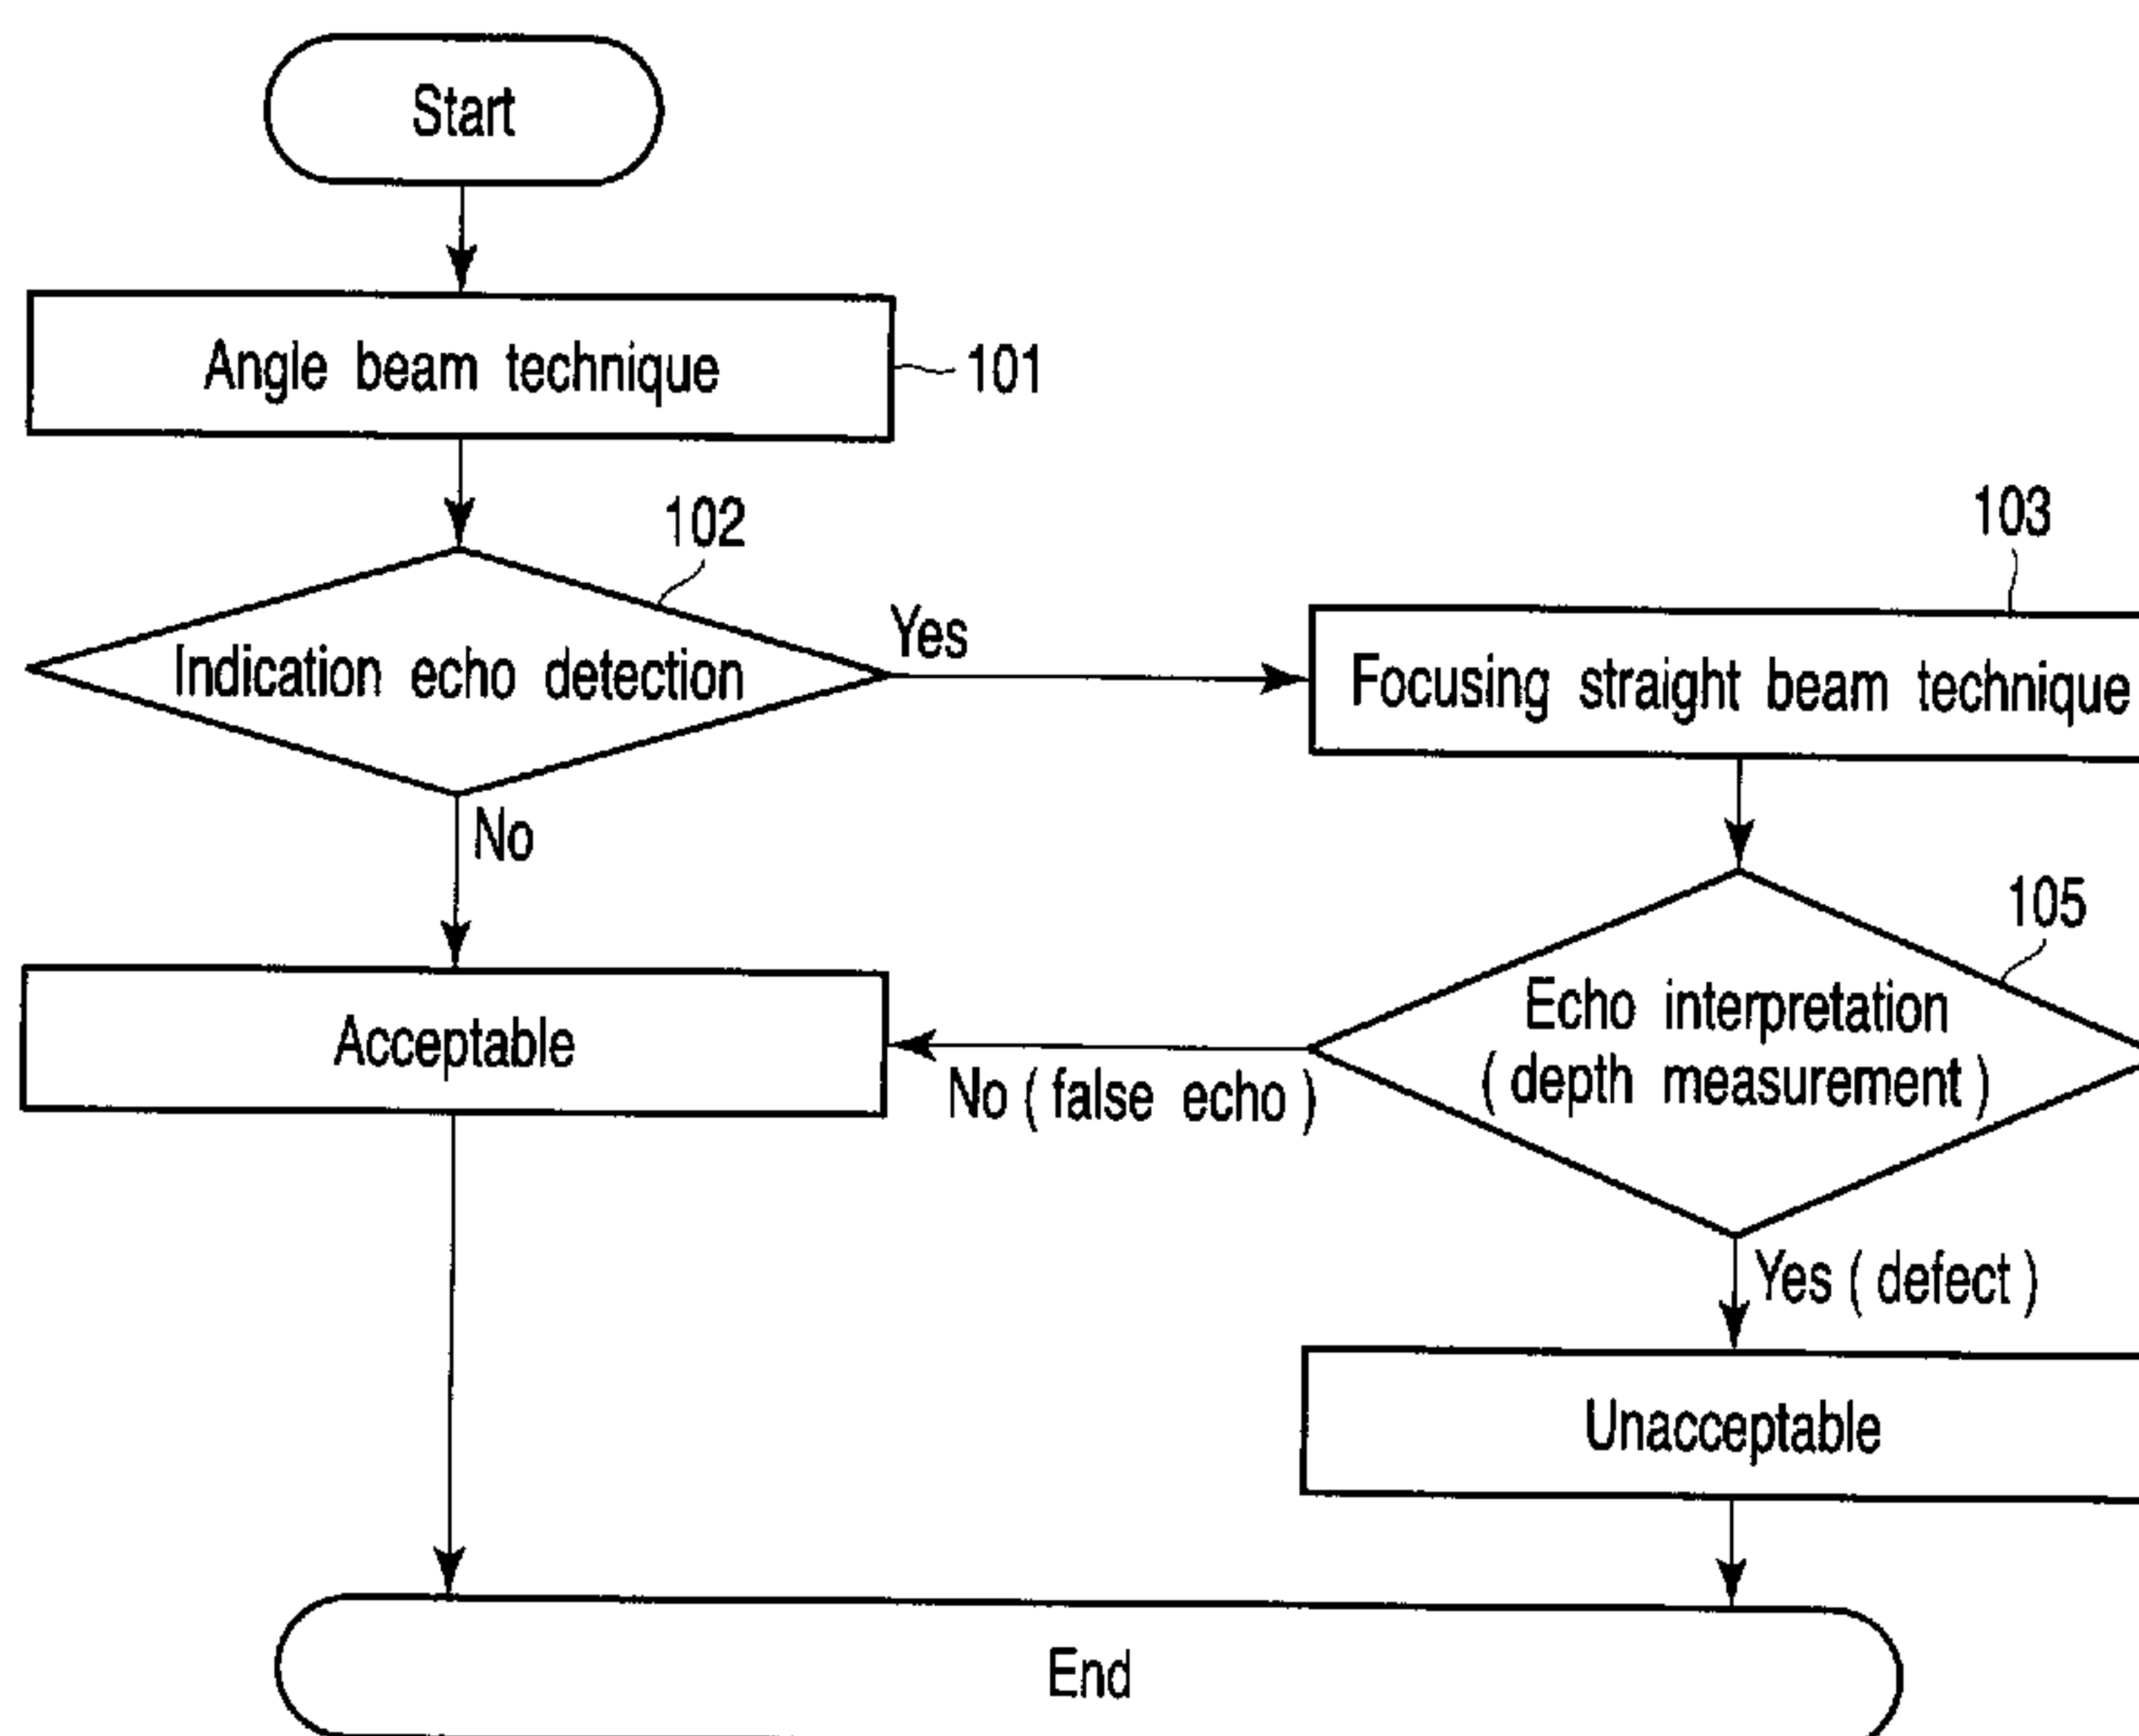 Start
Angle beam technique
101
102
Indication echo detection
Yes
103
Focusing straight beam technique
No
105
Echo interpretation
( depth measurement )
Acceptable
No ( false echo )
Yes ( defect )
Unacceptable
End